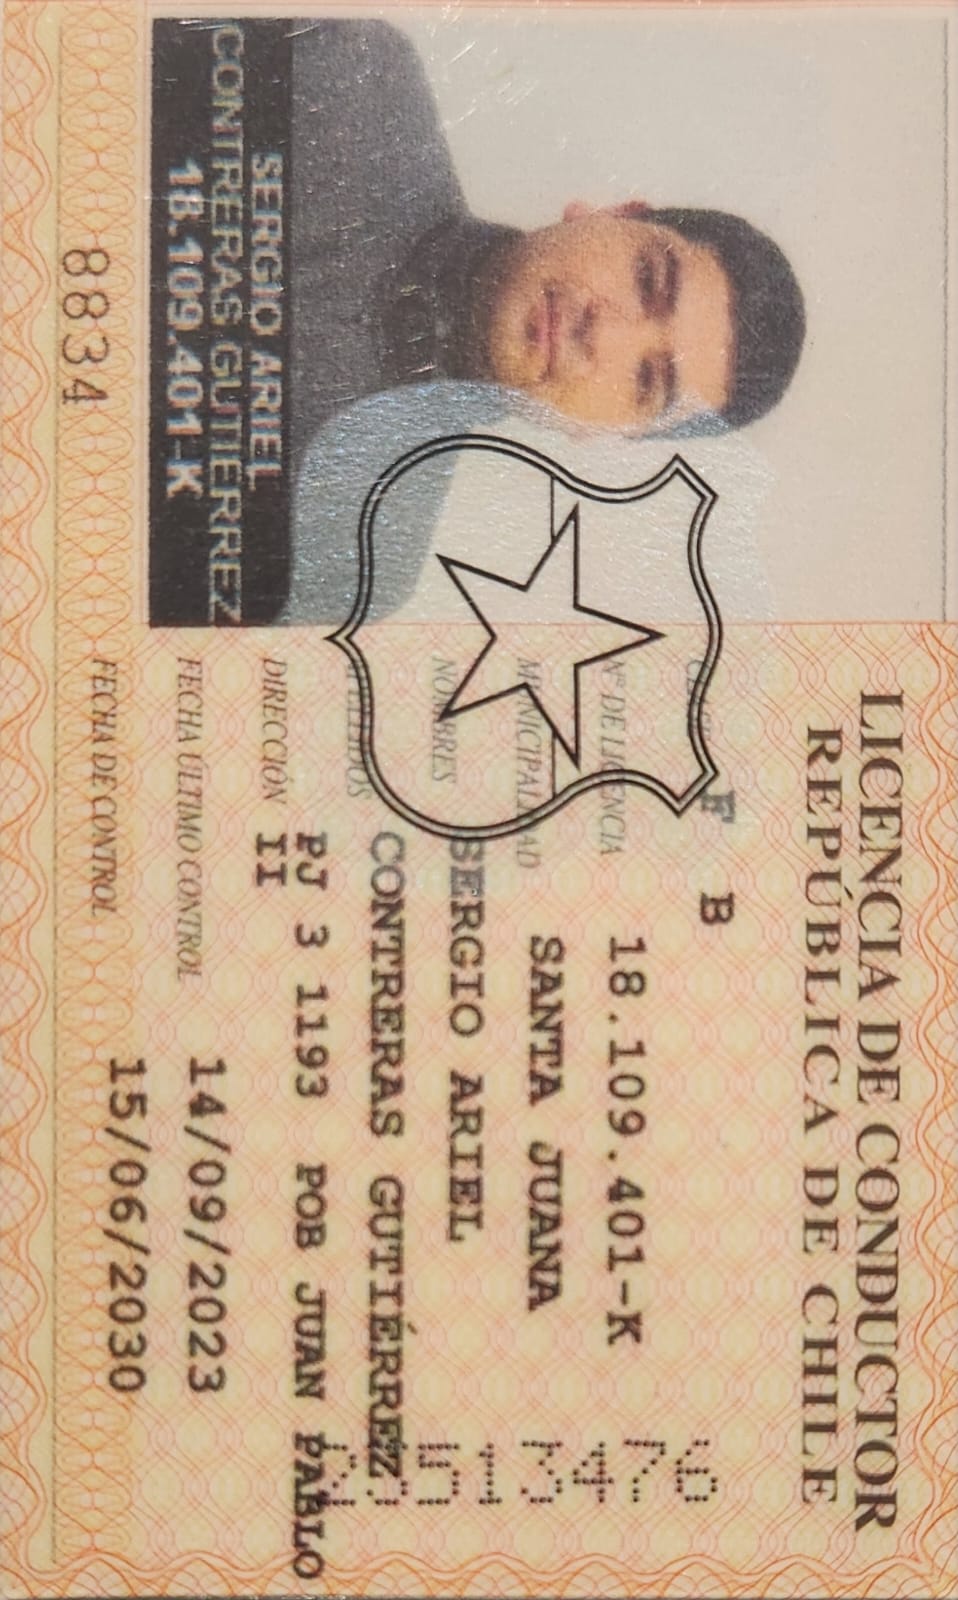 LICENCIA DE CONDUCTOR
REPÚBLICA DE CHILE
F B
Nº DE LICENCIA 18.109.401-K
MUNICIPALIDAD SANTA JUANA
NOMBRES SERGIO ARIEL
APELLIDOS CONTRERAS GUTIÉRREZ
DIRECCIÓN PJ 3 1193 POB JUAN PABLO
II
FECHA ÚLTIMO CONTROL 14/09/2023
FECHA DE CONTROL 15/06/2030
SERGIO ARIEL
CONTRERAS GUTIERREZ
18.109.401-K
8834